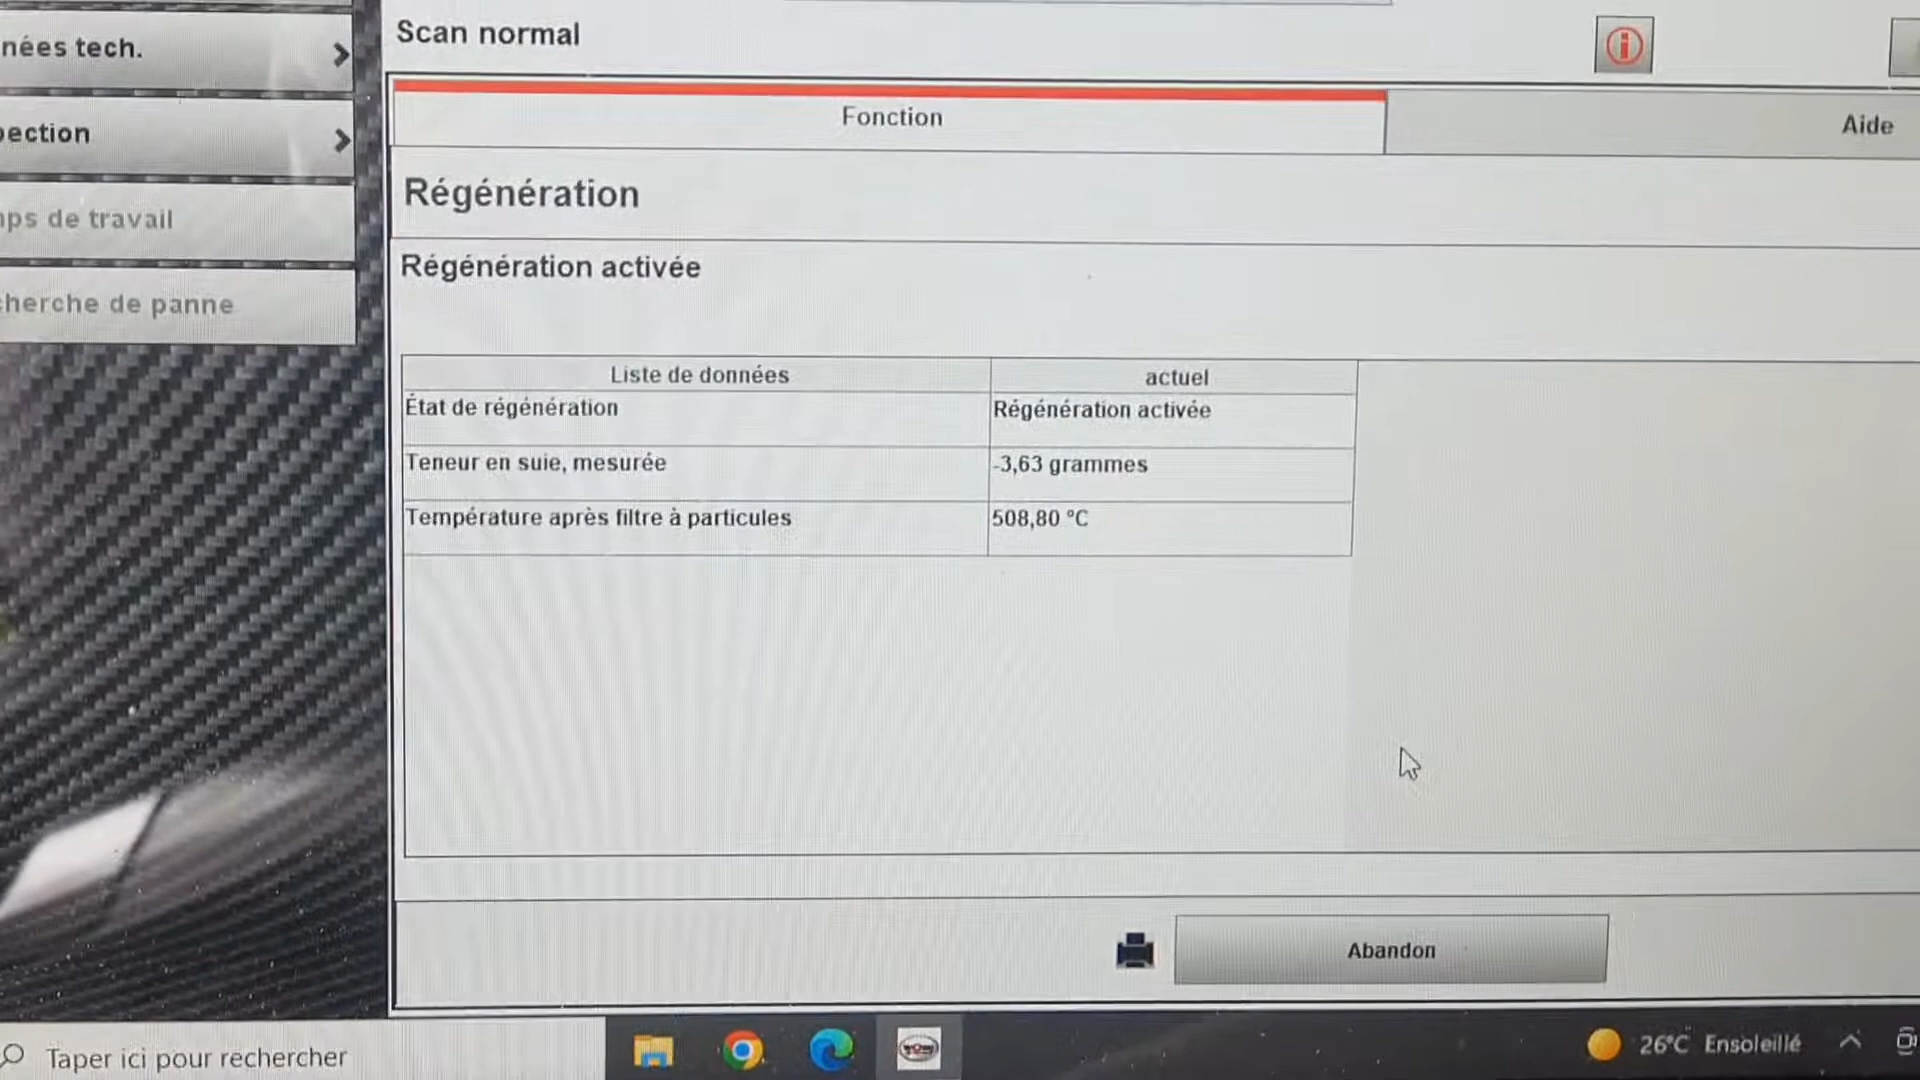 Scan normal
nées tech.
Fonction
Aide
ection
Régénération
ps de travail
Régénération activée
herche de panne
Liste de données
actuel
État de régénération
Régénération activée
Teneur en suie, mesurée
-3,63 grammes
Température après filtre à particules
508,80 °C
Abandon
Taper ici pour rechercher
WOW!
26°C Ensoleillé